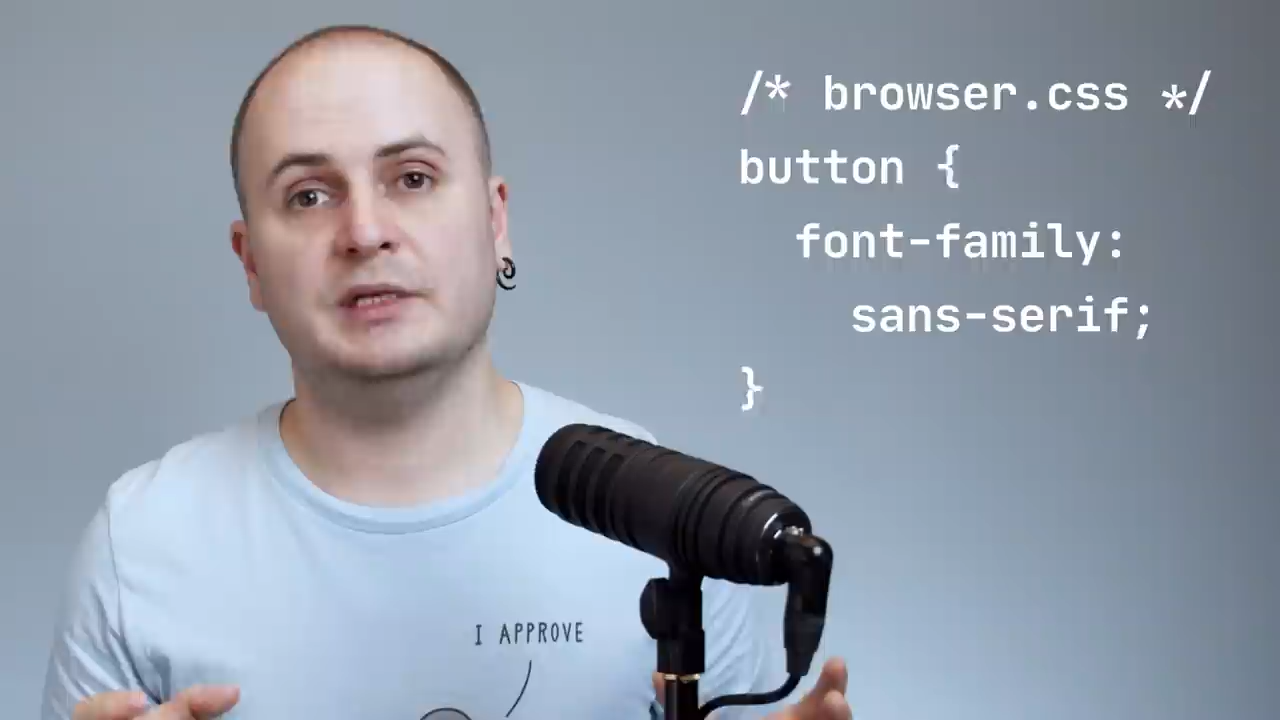 /* browser.css */
button {
font-family:
sans-serif;
}
I APPROVE